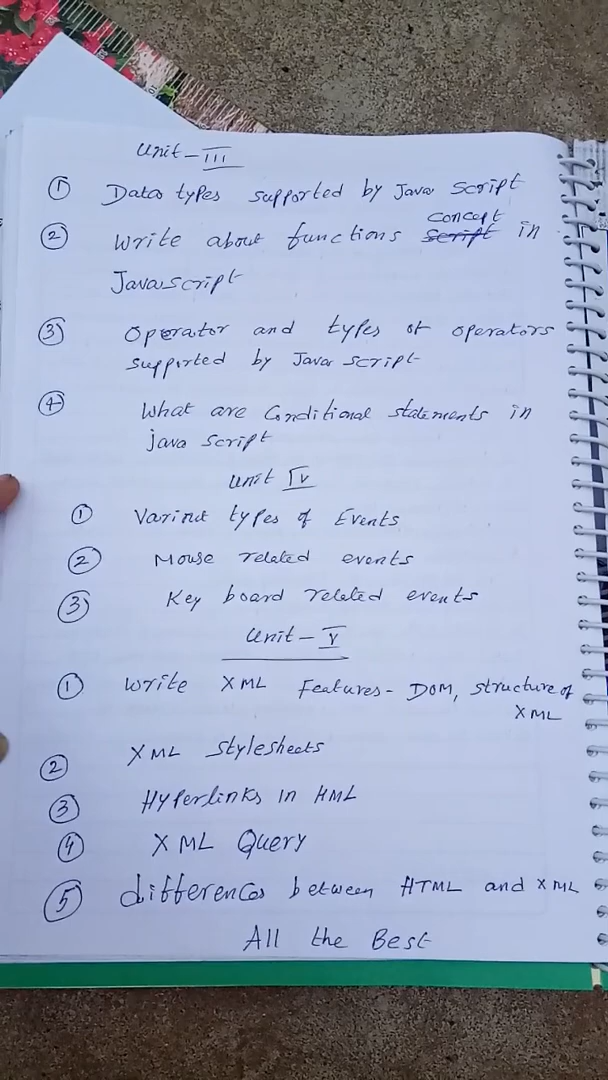 Unit - III
① Data types supported by Java Script
concept
② Write about functions script in
Javascript
③ Operator and types of operators
supported by Java script
④ What are Conditional statements in
java script
Unit IV
① Varinut types of Events
② Mouse related events
③ Key board related events
Unit - V
① Write XML Features - DOM, structure of
XML
② XML stylesheets
③ Hyperlinks in HML
④ XML Query
⑤ differences between HTML and XML
All the Best